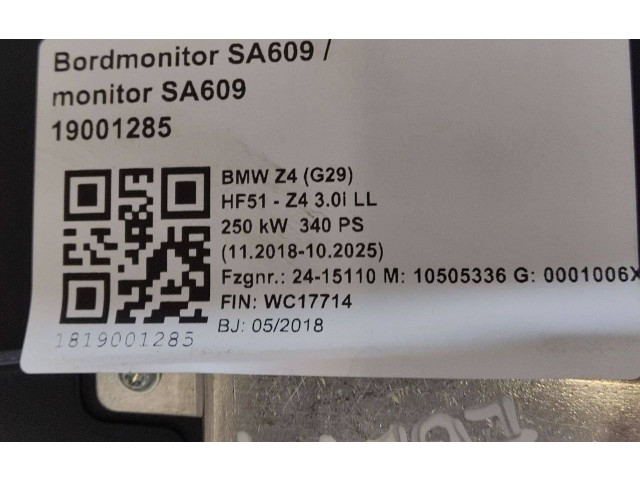 Bordmonitor SA609 /
monitor SA609
19001285
BMW Z4 (G29)
HF51 - Z4 3.0i LL
250 kW 340 PS
(11.2018-10.2025)
Fzgnr.: 24-15110 M: 10505336 G: 0001006X
FIN: WC17714
BJ: 05/2018
1819001285